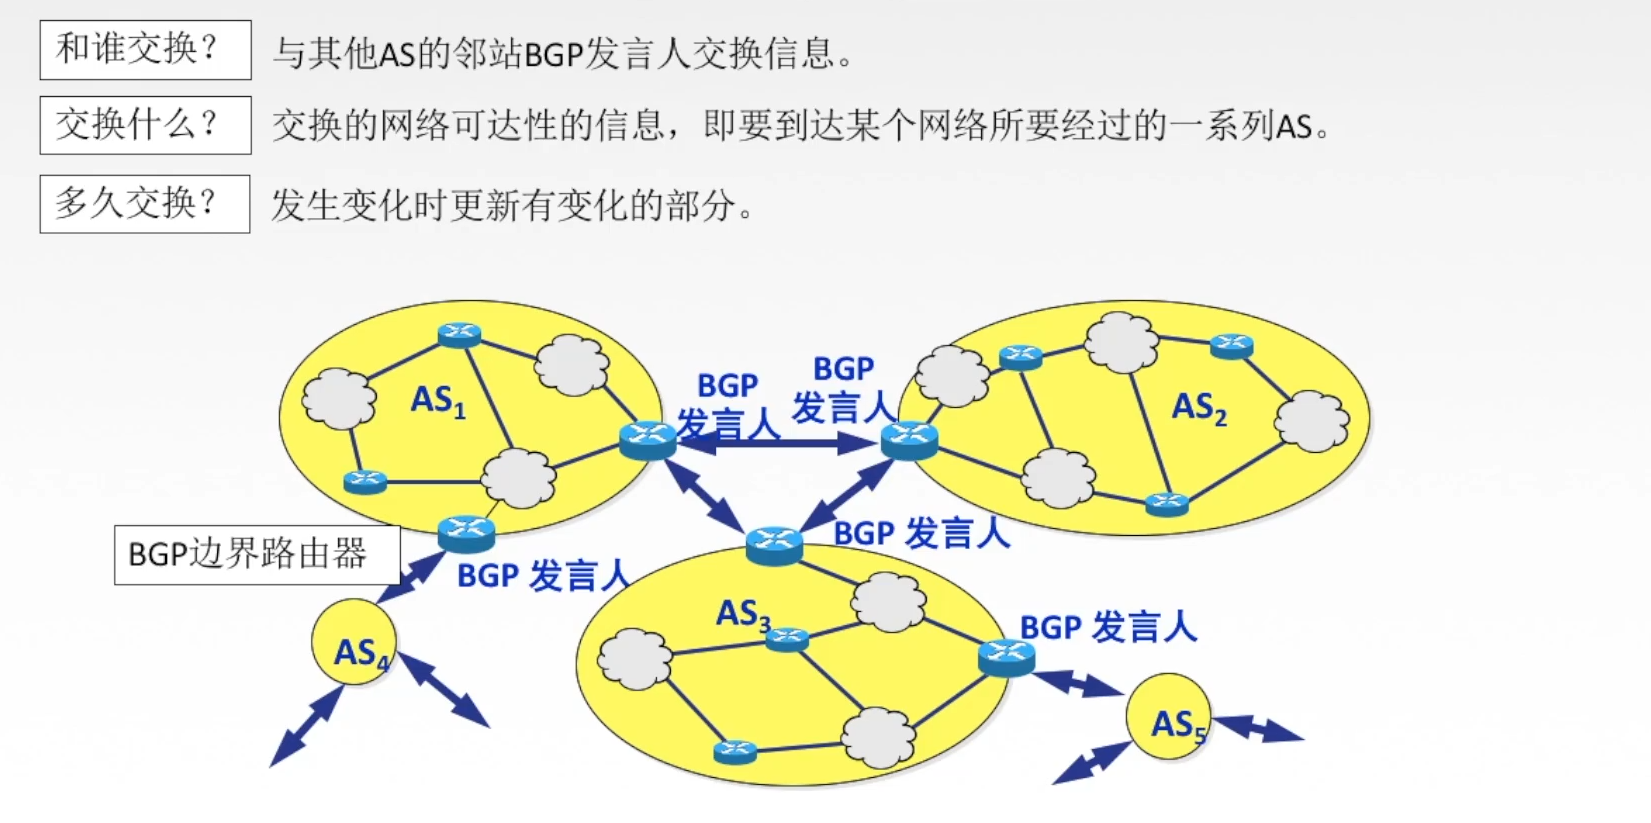 和谁交换？
与其他AS的邻站BGP发言人交换信息。
交换什么？
交换的网络可达性的信息，即要到达某个网络所要经过的一系列AS。
多久交换？
发生变化时更新有变化的部分。
AS1
BGP
发言人
BGP
发言人
AS2
BGP边界路由器
BGP 发言人
BGP 发言人
AS4
AS3
BGP 发言人
AS5